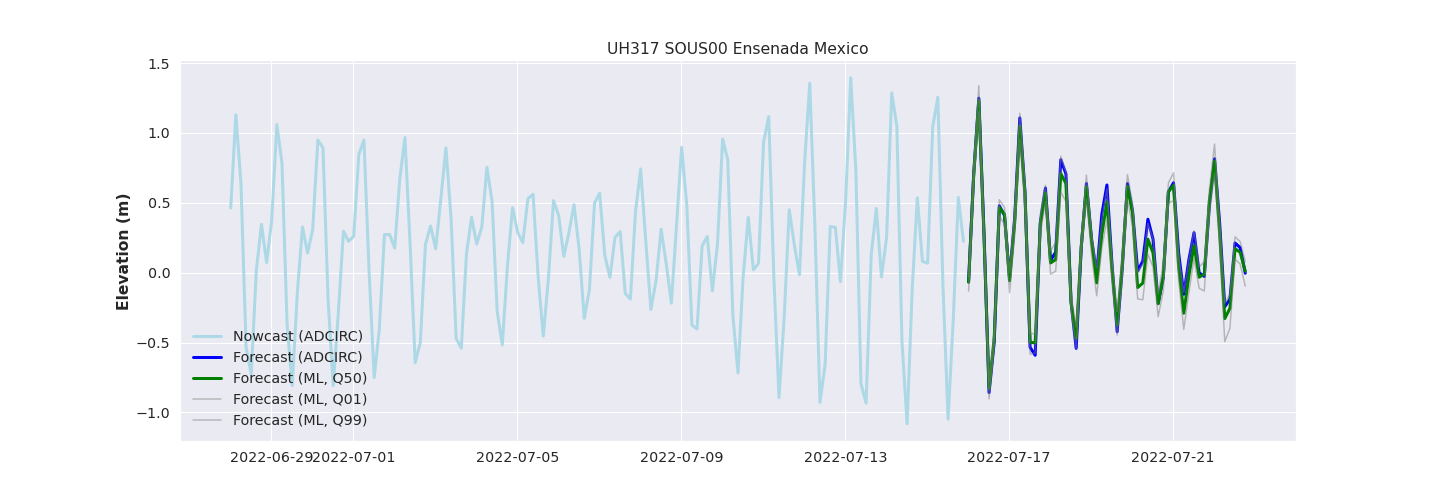 UH317 SOUS00 Ensenada Mexico
Elevation (m)
1.5
1.0
0.5
0.0
−0.5
−1.0
Nowcast (ADCIRC)
Forecast (ADCIRC)
Forecast (ML, Q50)
Forecast (ML, Q01)
Forecast (ML, Q99)
2022-06-29 2022-07-01 2022-07-05 2022-07-09 2022-07-13 2022-07-17 2022-07-21